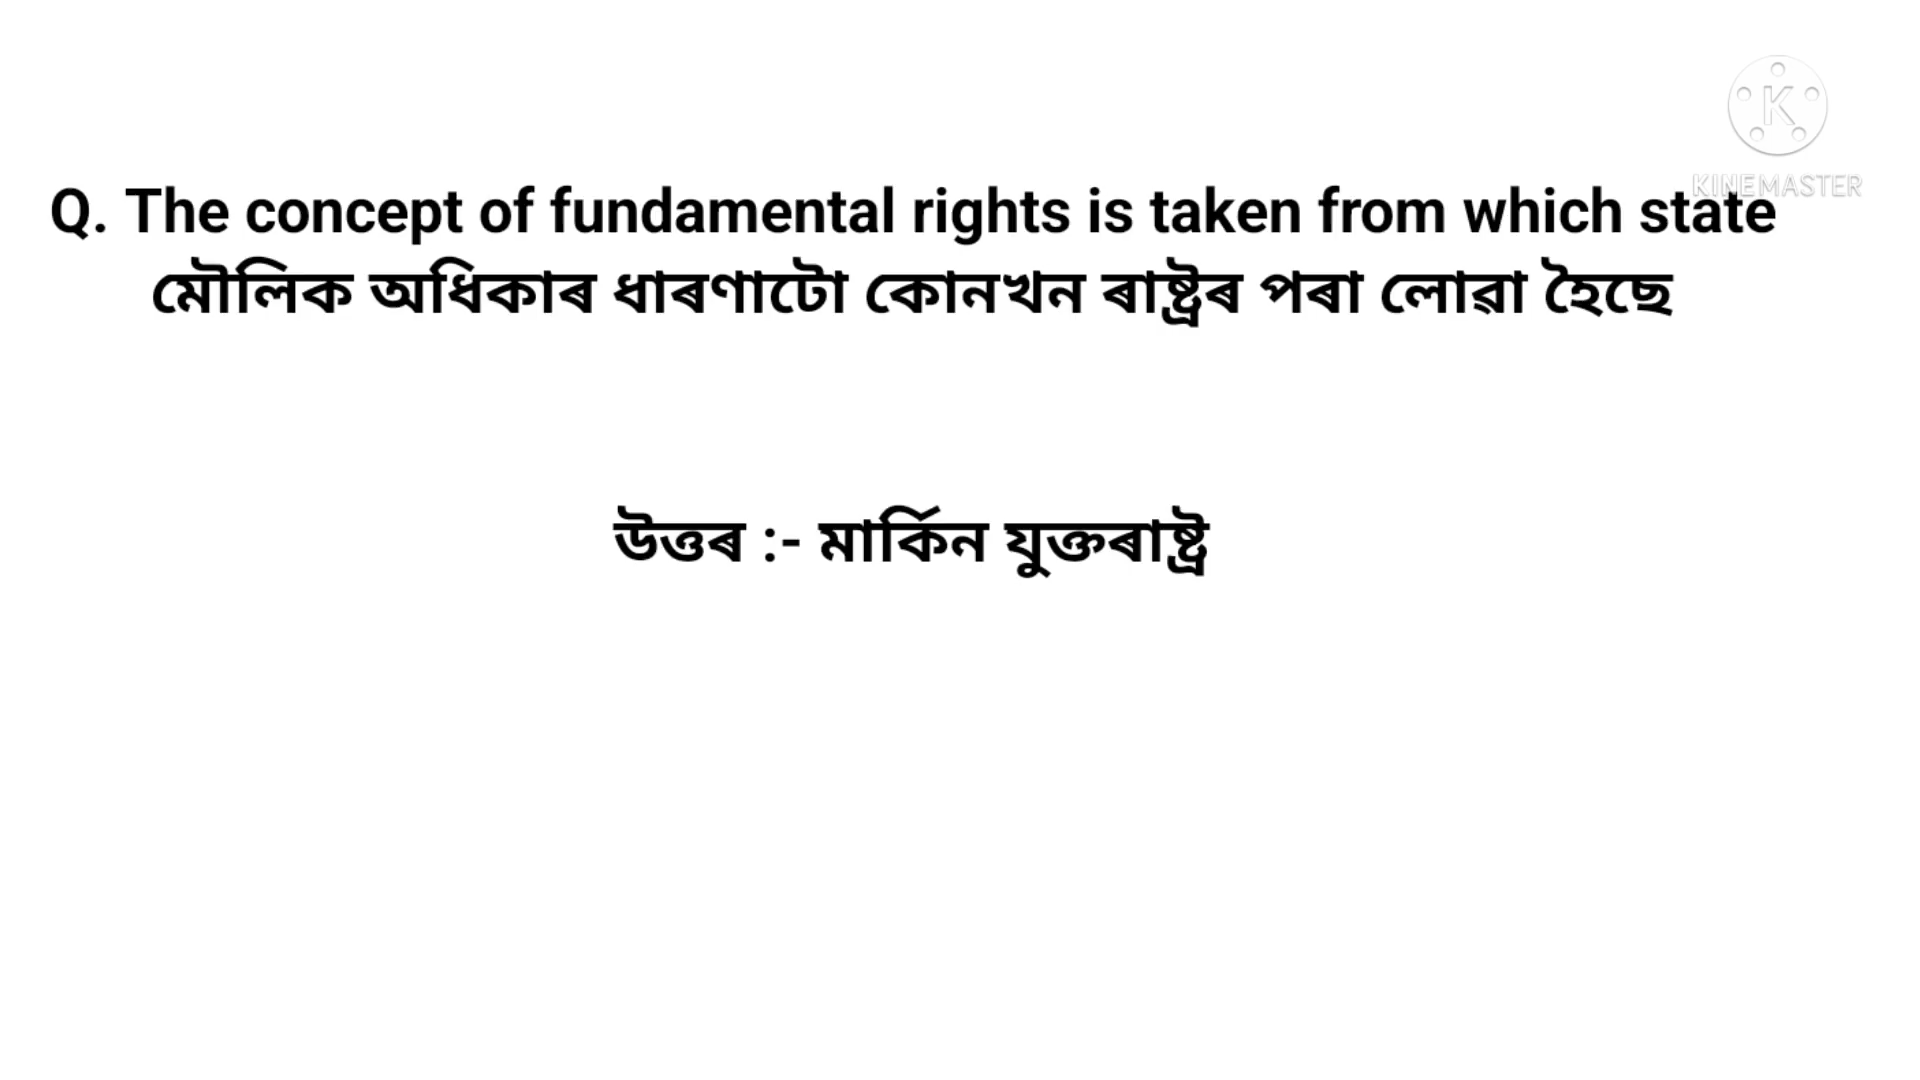 K
KINEMASTER
Q. The concept of fundamental rights is taken from which state
মৌলিক অধিকাৰ ধাৰণাটো কোনখন ৰাষ্ট্ৰৰ পৰা লোৱা হৈছে
উত্তৰ :- মাৰ্কিন যুক্তৰাষ্ট্ৰ